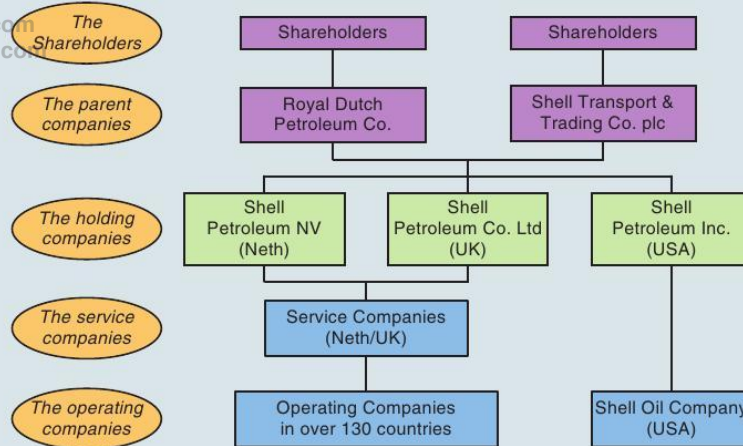 The
Shareholders
Shareholders
Shareholders
com
com
The parent
companies
Royal Dutch
Petroleum Co.
Shell Transport &
Trading Co. plc
The holding
companies
Shell
Petroleum NV
(Neth)
Shell
Petroleum Co. Ltd
(UK)
Shell
Petroleum Inc.
(USA)
The service
companies
Service Companies
(Neth/UK)
The operating
companies
Operating Companies
in over 130 countries
Shell Oil Company
(USA)